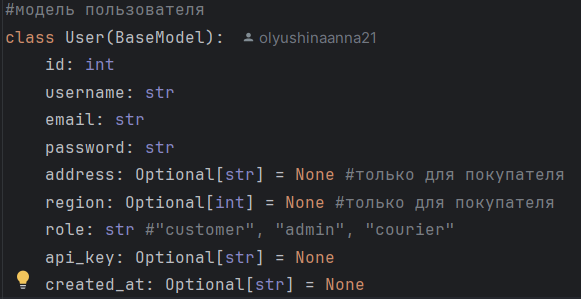 #модель пользователя
class User(BaseModel): olyushinaanna21
id: int
username: str
email: str
password: str
address: Optional[str] = None #только для покупателя
region: Optional[int] = None #только для покупателя
role: str #"customer", "admin", "courier"
api_key: Optional[str] = None
created_at: Optional[str] = None